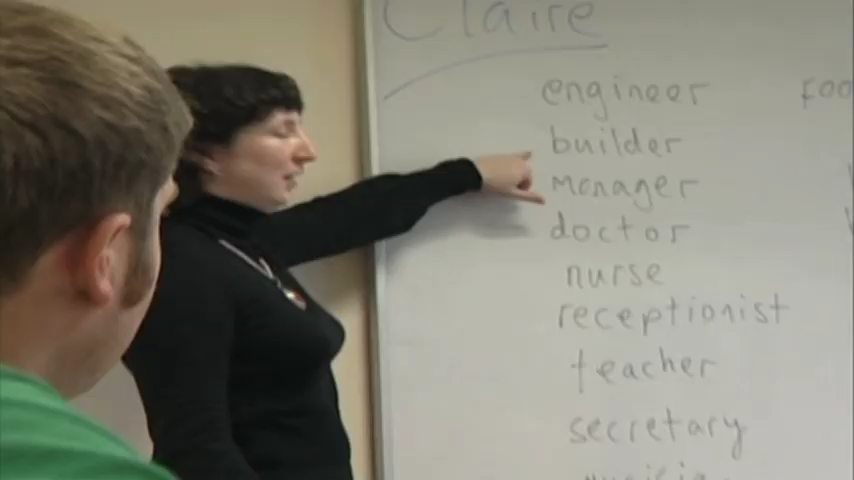 Claire
engineer
builder
manager
doctor
nurse
receptionist
teacher
secretary